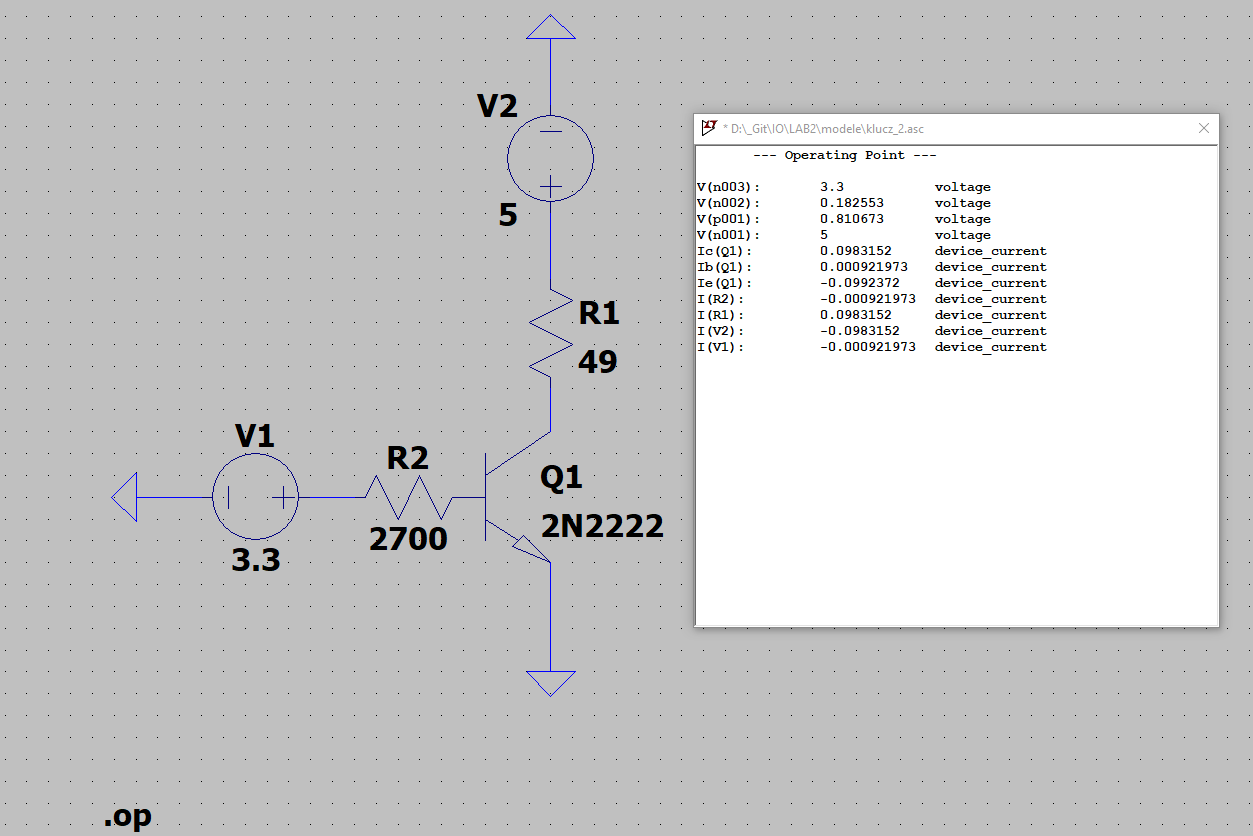 V2
5
R1
49
V1
R2
3.3
2700
Q1
2N2222
.op
* D:\_Git\IO\LAB2\modele\klucz_2.asc
--- Operating Point ---
V(n003): 3.3 voltage
V(n002): 0.182553 voltage
V(p001): 0.810673 voltage
V(n001): 5 voltage
Ic(Q1): 0.0983152 device_current
Ib(Q1): 0.000921973 device_current
Ie(Q1): -0.0992372 device_current
I(R2): -0.000921973 device_current
I(R1): 0.0983152 device_current
I(V2): -0.0983152 device_current
I(V1): -0.000921973 device_current